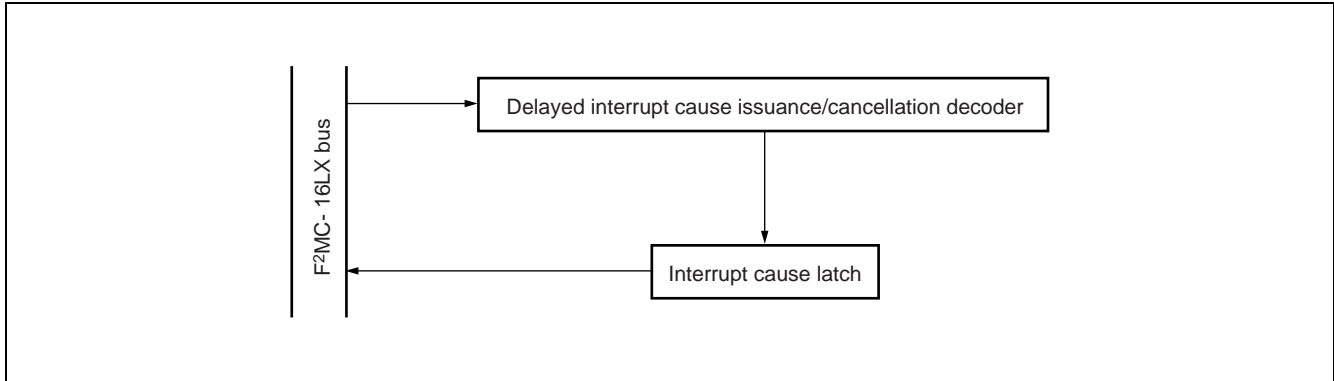 Delayed interrupt cause issuance/cancellation decoder
F²MC- 16LX bus
Interrupt cause latch